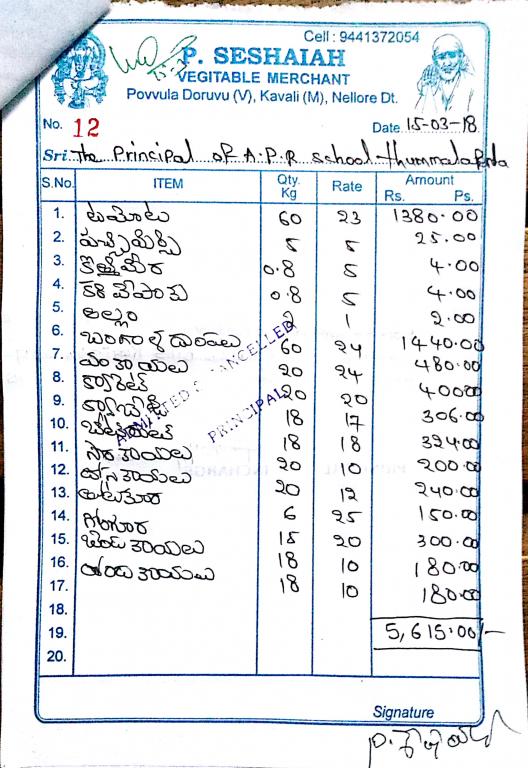 Cell : 9441372054
P. SESHAIAH
VEGITABLE MERCHANT
Povvula Doruvu (V), Kavali (M), Nellore Dt.
No. 12 Date 15-03-18.
Sri. The Principal of A.P.R school thummalapenta
S.No. ITEM Qty. Kg Rate Amount Rs. Ps.
1. టమోటు 60 23 1380.00
2. పచ్చిమిర్చి 5 5 25.00
3. కొత్తిమీర 0.8 5 4.00
4. కరివేపాకు 0.8 5 4.00
5. అల్లం 2 1 2.00
6. బంగాళదుంపలు 60 24 1440.00
7. వంకాయలు 20 24 480.00
8. క్యారెట్ 20 20 400.00
9. క్యాబేజి 18 17 306.00
10. బీట్రూట్ 18 18 324.00
11. సొరకాయలు 20 10 200.00
12. దోసకాయలు 20 12 240.00
13. తోటకూర 6 25 150.00
14. గోంగూర 15 20 300.00
15. బెండకాయలు 18 10 180.00
16. దొండకాయలు 18 10 180.00
17.
18.
19. 5,615.00/-
20.
ADMITTED & CANCELLED
PRINCIPAL
Signature